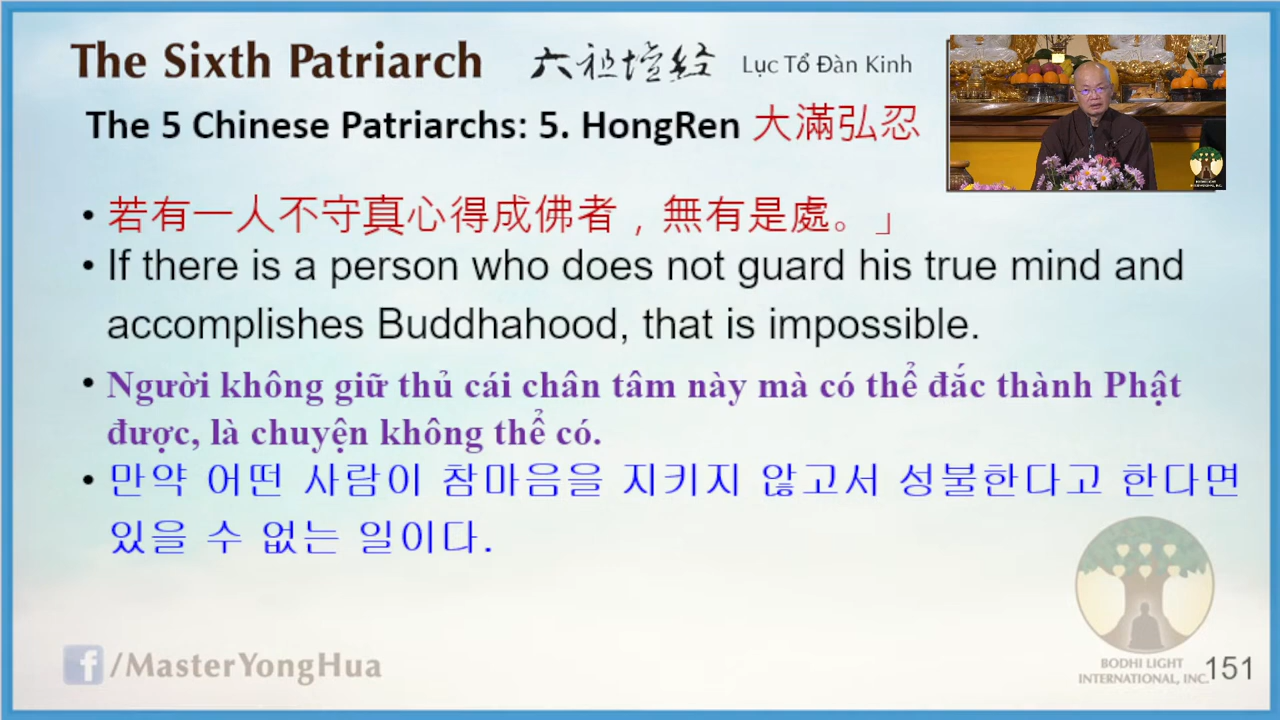 The Sixth Patriarch 六祖壇经 Lục Tổ Đàn Kinh
The 5 Chinese Patriarchs: 5. HongRen 大滿弘忍
• 若有一人不守真心得成佛者，無有是處。」
• If there is a person who does not guard his true mind and
accomplishes Buddhahood, that is impossible.
• Người không giữ thủ cái chân tâm này mà có thể đắc thành Phật
được, là chuyện không thể có.
• 만약 어떤 사람이 참마음을 지키지 않고서 성불한다고 한다면
있을 수 없는 일이다.
f/MasterYongHua
BODHI LIGHT
INTERNATIONAL, INC.
151
BODHI LIGHT
INTERNATIONAL, INC.